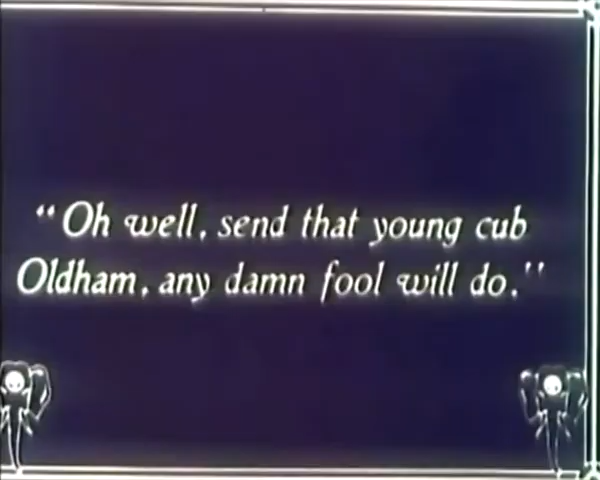 “Oh well, send that young cub
Oldham, any damn fool will do.”